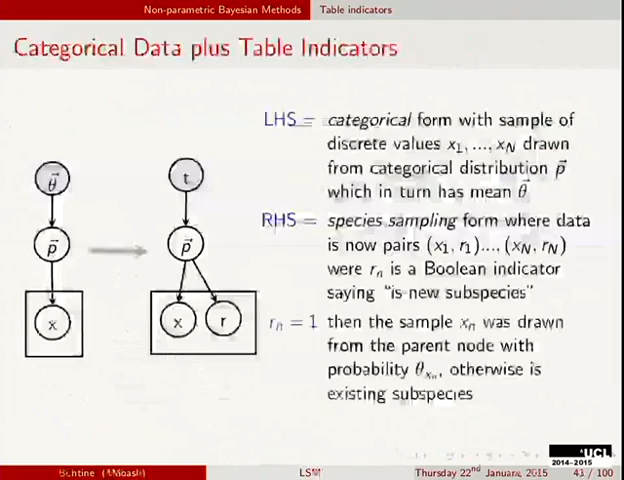 Non-parametric Bayesian Methods Table indicators
Categorical Data plus Table Indicators
LHS = categorical form with sample of
discrete values x₁, ..., x_N drawn
from categorical distribution p⃗
which in turn has mean θ⃗
RHS = species sampling form where data
is now pairs (x₁, r₁)..., (x_N, r_N)
were r_n is a Boolean indicator
saying "is new subspecies"
r_n = 1 then the sample x_n was drawn
from the parent node with
probability θ_{x_n}, otherwise is
existing subspecies
θ⃗ t
p⃗ p⃗
x x r
UCL
2014-2015
Thursday 22nd January, 2015 43 / 100